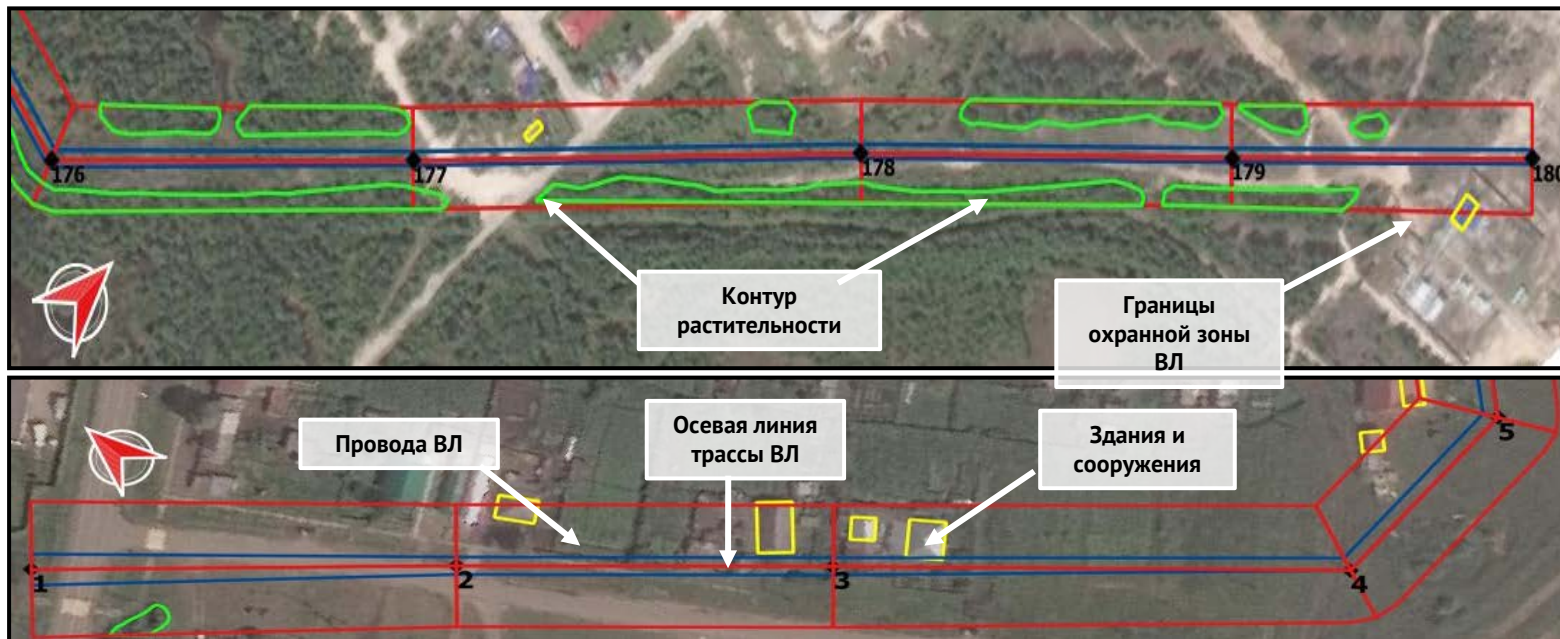 176
177
178
179
180
Контур
растительности
Границы
охранной зоны
ВЛ
Провода ВЛ
Осевая линия
трассы ВЛ
Здания и
сооружения
5
1
2
3
4